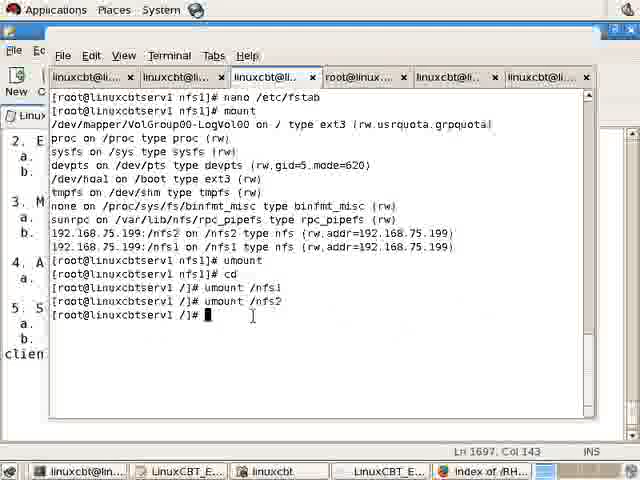 Applications Places System
File
New
Linux
2. E
a.
b.
3. M
a.
b.
4. A
a.
5. S
clien
File Edit View Terminal Tabs Help
linuxcbt@li... linuxcbt@li... linuxcbt@li.. root@linux... linuxcbt@li... linuxcbt@li...
[root@linuxcbtserv1 nfs1]# nano /etc/fstab
[root@linuxcbtserv1 nfs1]# mount
/dev/mapper/VolGroup00-LogVol00 on / type ext3 (rw,usrquota,grpquota)
proc on /proc type proc (rw)
sysfs on /sys type sysfs (rw)
devpts on /dev/pts type devpts (rw,gid=5,mode=620)
/dev/hda1 on /boot type ext3 (rw)
tmpfs on /dev/shm type tmpfs (rw)
none on /proc/sys/fs/binfmt_misc type binfmt_misc (rw)
sunrpc on /var/lib/nfs/rpc_pipefs type rpc_pipefs (rw)
192.168.75.199:/nfs2 on /nfs2 type nfs (rw,addr=192.168.75.199)
192.168.75.199:/nfs1 on /nfs1 type nfs (rw,addr=192.168.75.199)
[root@linuxcbtserv1 nfs1]# umount
[root@linuxcbtserv1 nfs1]# cd
[root@linuxcbtserv1 /]# umount /nfs1
[root@linuxcbtserv1 /]# umount /nfs2
[root@linuxcbtserv1 /]#
Ln 1697, Col 143 INS
linuxcbt@lin... LinuxCBT_E... linuxcbt LinuxCBT_E... Index of /RH...